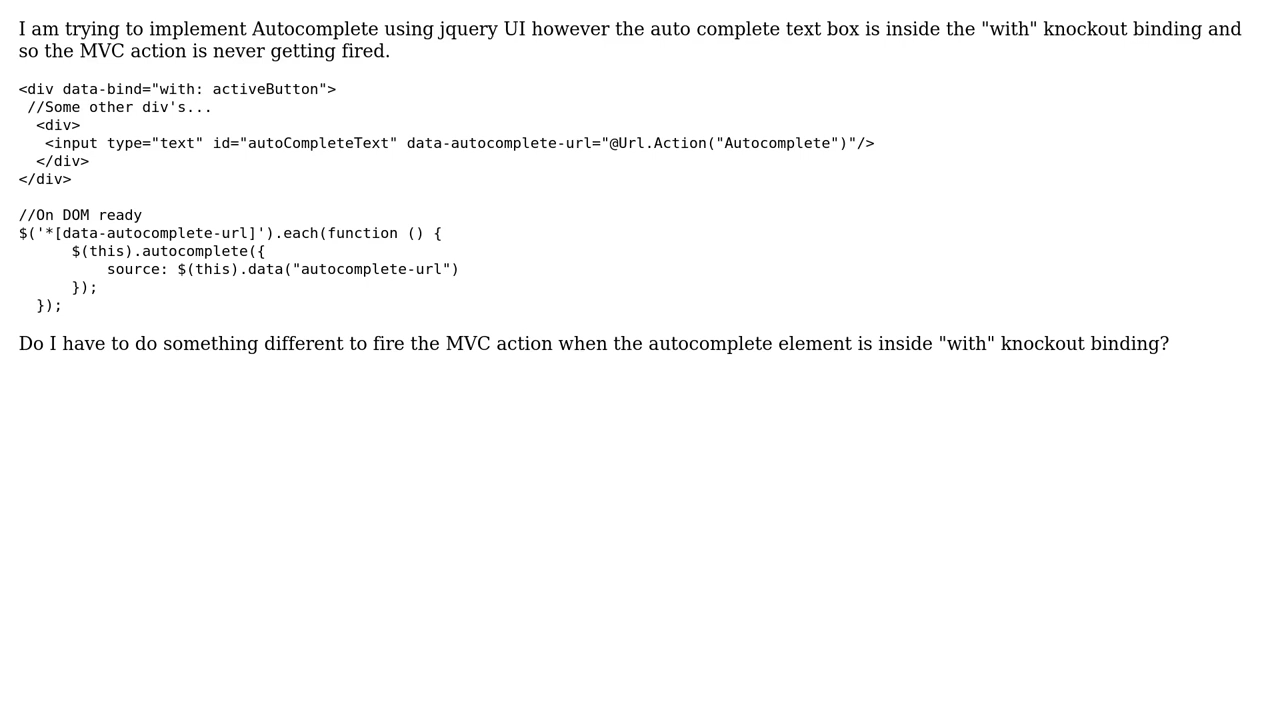 I am trying to implement Autocomplete using jquery UI however the auto complete text box is inside the "with" knockout binding and
so the MVC action is never getting fired.
<div data-bind="with: activeButton">
 //Some other div's...
  <div>
   <input type="text" id="autoCompleteText" data-autocomplete-url="@Url.Action("Autocomplete")"/>
  </div>
</div>
//On DOM ready
$('*[data-autocomplete-url]').each(function () {
      $(this).autocomplete({
          source: $(this).data("autocomplete-url")
      });
  });
Do I have to do something different to fire the MVC action when the autocomplete element is inside "with" knockout binding?